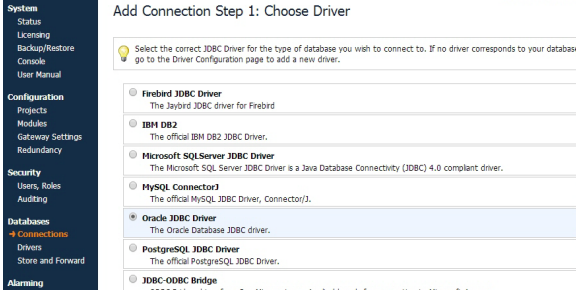 System
Status
Licensing
Backup/Restore
Console
User Manual
Configuration
Projects
Modules
Gateway Settings
Redundancy
Security
Users, Roles
Auditing
Databases
Connections
Drivers
Store and Forward
Alarming
Add Connection Step 1: Choose Driver
Select the correct JDBC Driver for the type of database you wish to connect to. If no driver corresponds to your database
go to the Driver Configuration page to add a new driver.
Firebird JDBC Driver
The Jaybird JDBC driver for Firebird
IBM DB2
The official IBM DB2 JDBC Driver.
Microsoft SQLServer JDBC Driver
The Microsoft SQL Server JDBC Driver is a Java Database Connectivity (JDBC) 4.0 compliant driver.
MySQL ConnectorJ
The official MySQL JDBC Driver, Connector/J.
Oracle JDBC Driver
The Oracle Database JDBC driver.
PostgreSQL JDBC Driver
The official PostgreSQL JDBC Driver.
JDBC-ODBC Bridge